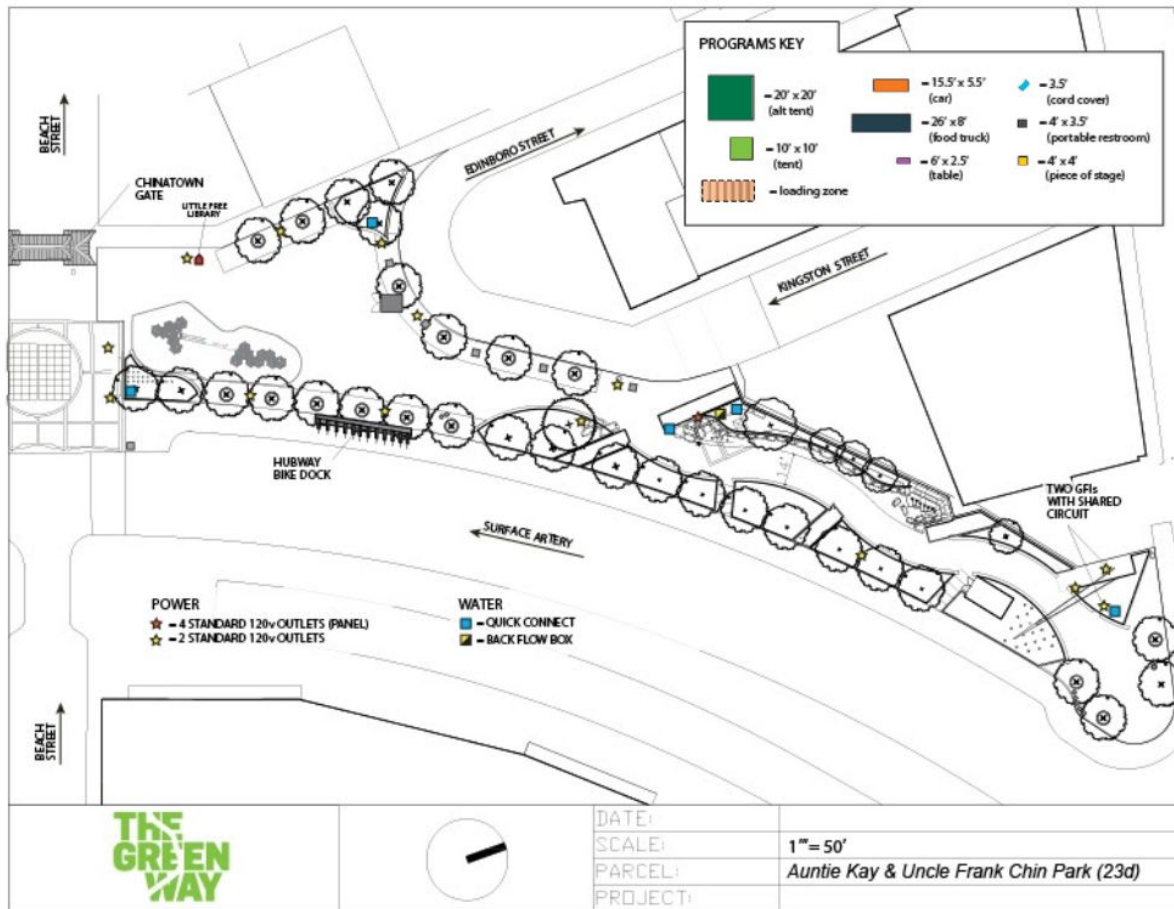 PROGRAMS KEY
= 20' x 20'
(alt tent)
= 10' x 10'
(tent)
= loading zone
= 15.5' x 5.5'
(car)
= 26' x 8'
(food truck)
= 6' x 2.5'
(table)
= 3.5'
(cord cover)
= 4' x 3.5'
(portable restroom)
= 4' x 4'
(piece of stage)
BEACH
STREET
CHINATOWN
GATE
LITTLE FREE
LIBRARY
EDINBORO STREET
KINGSTON STREET
HUBWAY
BIKE DOCK
14'
TWO GFIs
WITH SHARED
CIRCUIT
SURFACE ARTERY
POWER
= 4 STANDARD 120v OUTLETS (PANEL)
= 2 STANDARD 120v OUTLETS
WATER
= QUICK CONNECT
= BACK FLOW BOX
BEACH
STREET
THE
GREEN
WAY
DATE:
SCALE:
1"" = 50'
PARCEL:
Auntie Kay & Uncle Frank Chin Park (23d)
PROJECT: